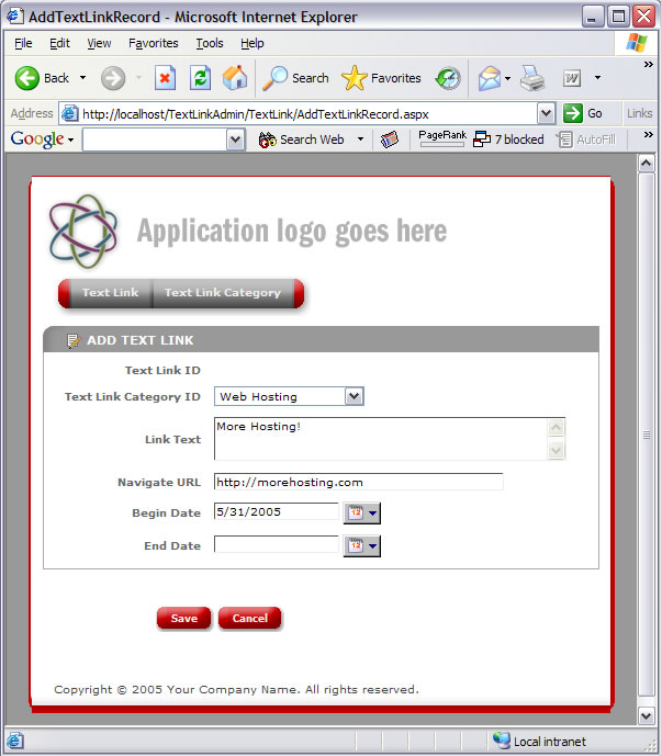 AddTextLinkRecord - Microsoft Internet Explorer
File Edit View Favorites Tools Help
Back Search Favorites W »
Address http://localhost/TextLinkAdmin/TextLink/AddTextLinkRecord.aspx Go Links
Google Search Web PageRank 7 blocked AutoFill »
Application logo goes here
Text Link Text Link Category
ADD TEXT LINK
Text Link ID
Text Link Category ID Web Hosting
Link Text More Hosting!
Navigate URL http://morehosting.com
Begin Date 5/31/2005 12
End Date 12
Save Cancel
Copyright © 2005 Your Company Name. All rights reserved.
Local intranet